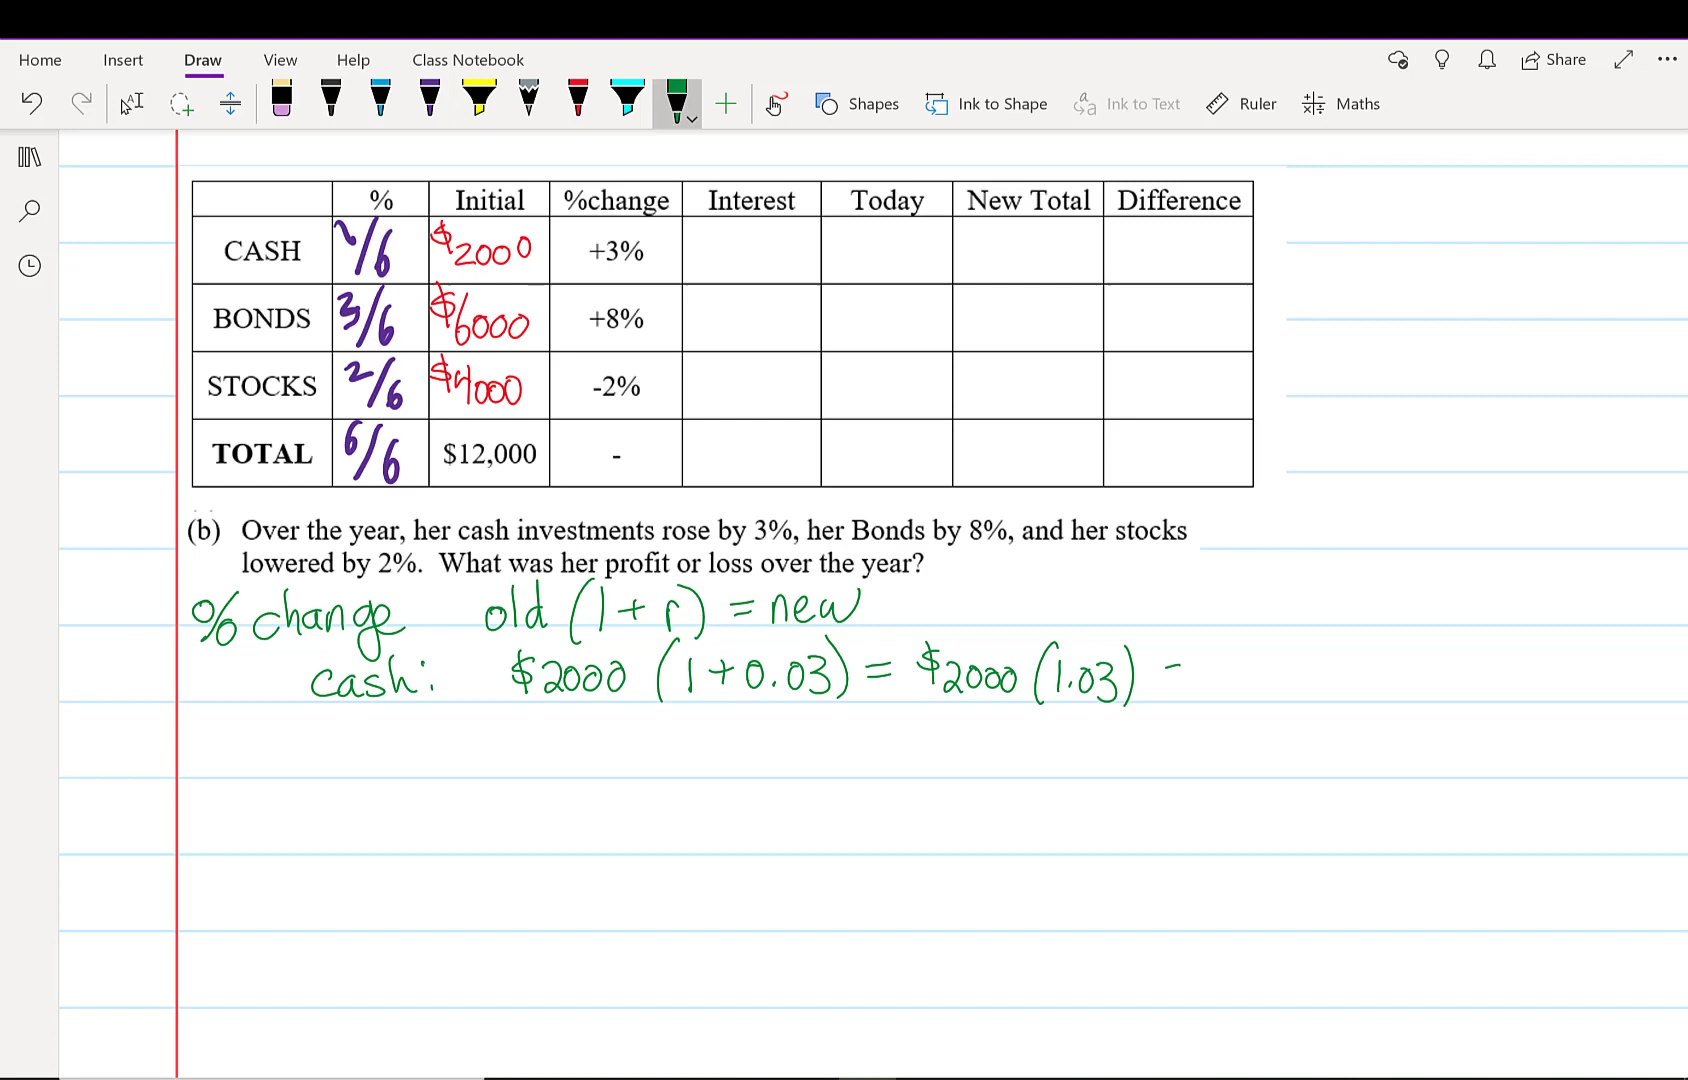 Home Insert Draw View Help Class Notebook Share
Shapes Ink to Shape Ink to Text Ruler Maths
% Initial %change Interest Today New Total Difference
CASH /6 $2000 +3%
BONDS 3/6 $6000 +8%
STOCKS 2/6 $4000 -2%
TOTAL 6/6 $12,000 -
(b) Over the year, her cash investments rose by 3%, her Bonds by 8%, and her stocks
lowered by 2%. What was her profit or loss over the year?
% change old (1 + r) = new
cash: $2000 (1+0.03) = $2000 (1.03) -